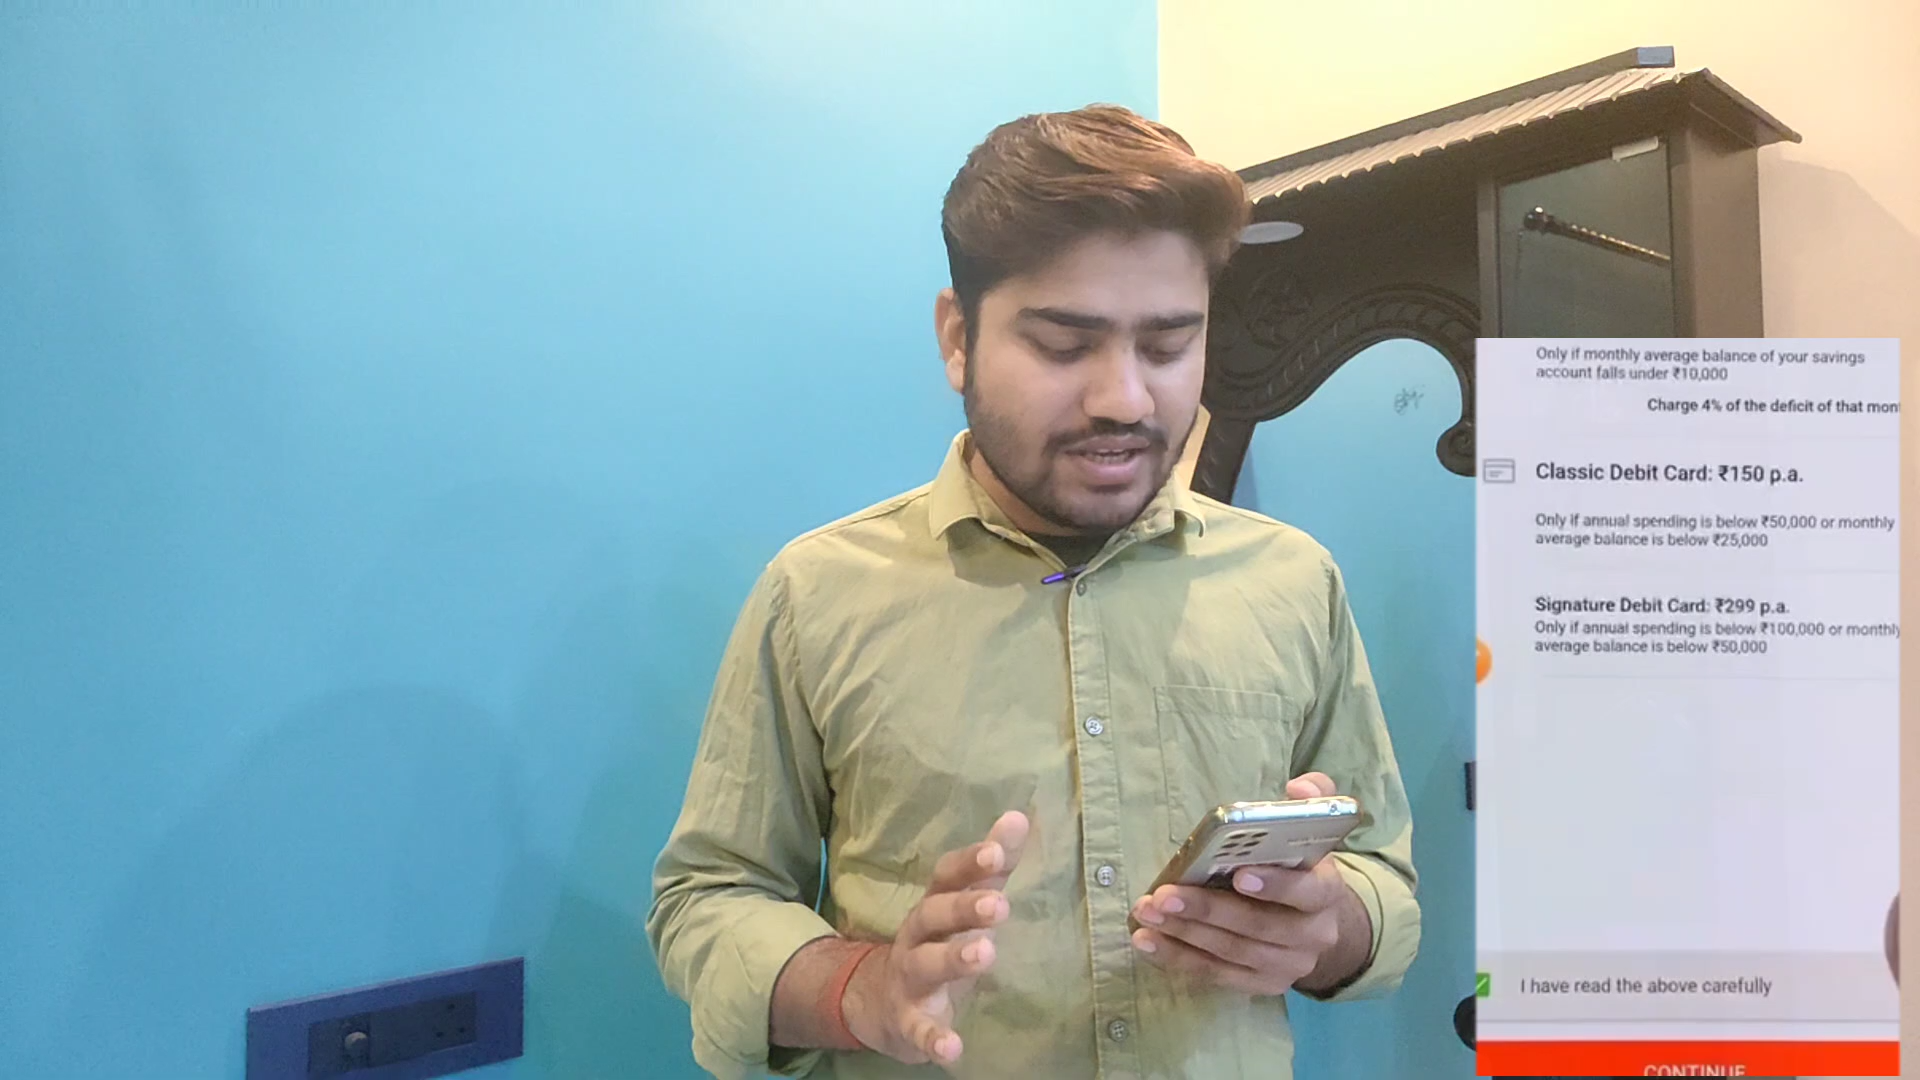 Only if monthly average balance of your savings
account falls under ₹10,000
Charge 4% of the deficit of that
Classic Debit Card: ₹150 p.a.
Only if annual spending is below ₹50,000 or monthly
average balance is below ₹25,000
Signature Debit Card: ₹299 p.a.
Only if annual spending is below ₹100,000 or monthly
average balance is below ₹50,000
I have read the above carefully
CONTINUE